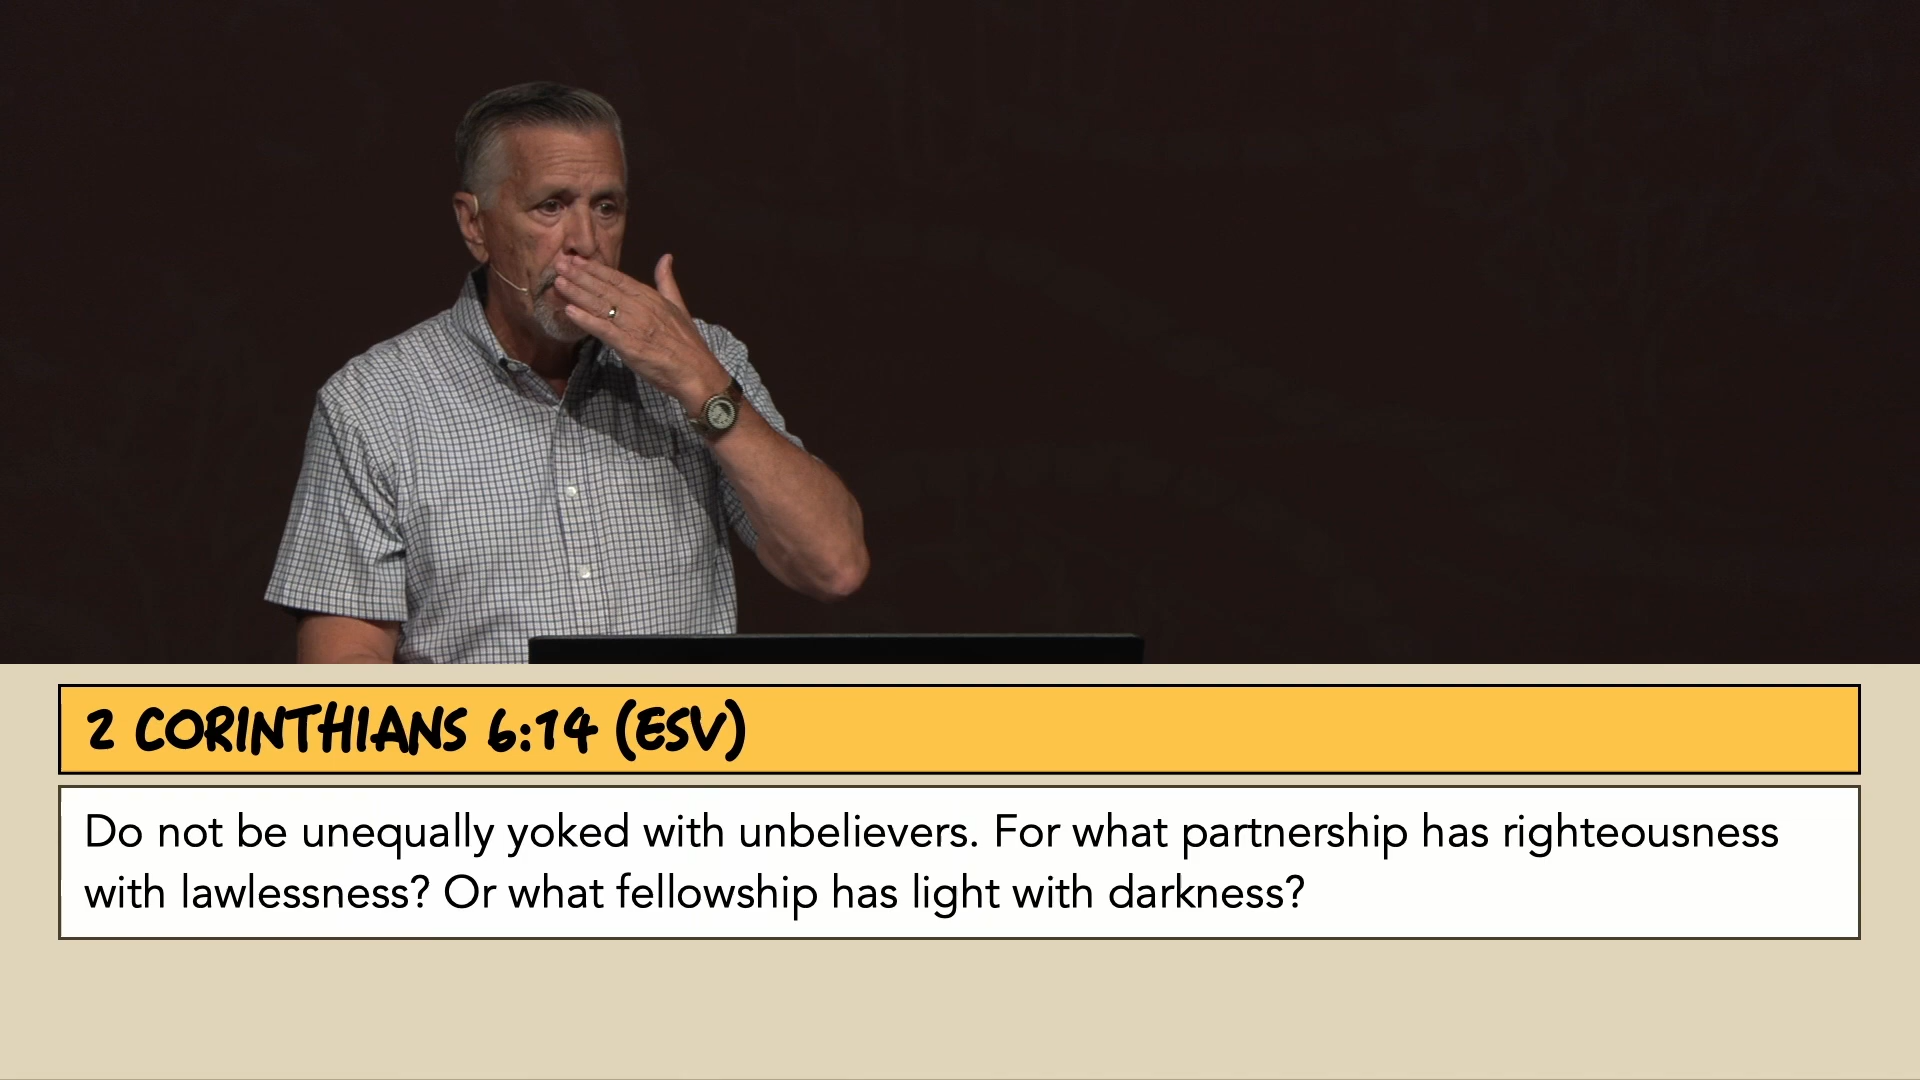 2 CORINTHIANS 6:14 (ESV)
Do not be unequally yoked with unbelievers. For what partnership has righteousness
with lawlessness? Or what fellowship has light with darkness?